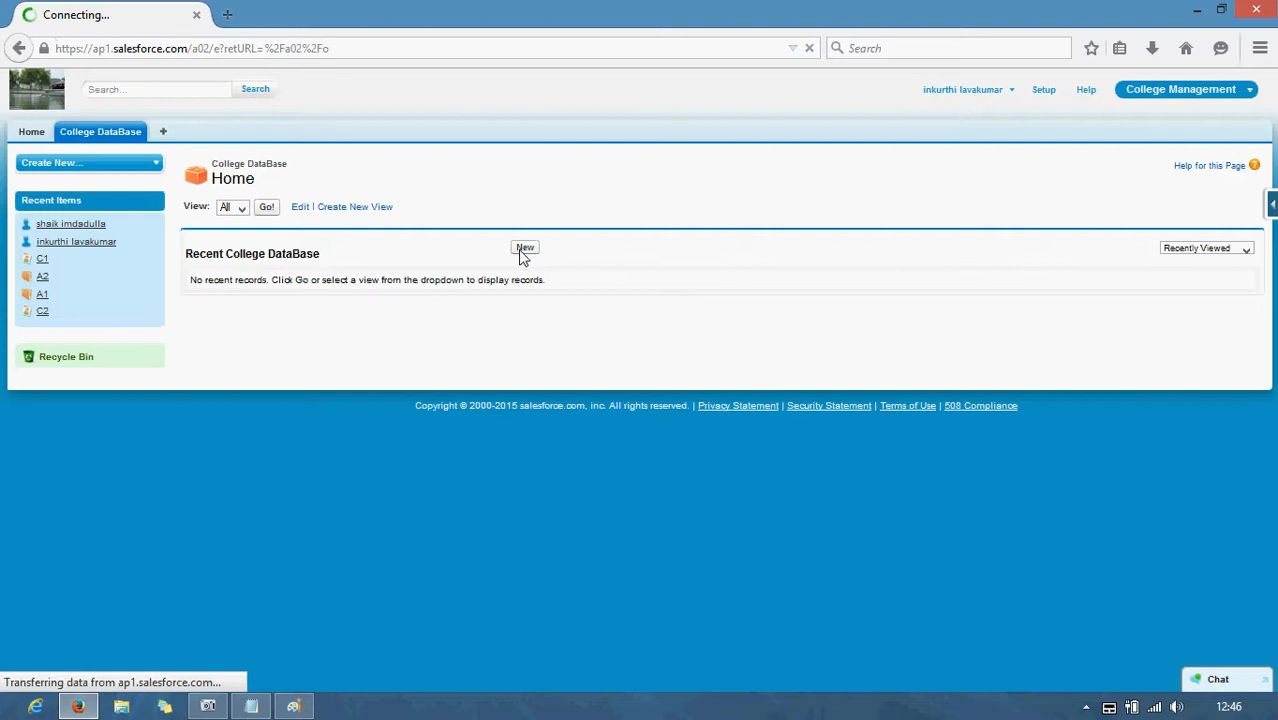 Connecting...
https://ap1.salesforce.com/a02/e?retURL=%2Fa02%2Fo
Search
Search...
Search
inkurthi lavakumar
Setup
Help
College Management
Home
College DataBase
+
Create New...
College DataBase
Home
Help for this Page
Recent Items
View:
All
Go!
Edit | Create New View
shaik imdadulla
inkurthi lavakumar
C1
A2
A1
C2
Recent College DataBase
New
Recently Viewed
No recent records. Click Go or select a view from the dropdown to display records.
Recycle Bin
Copyright © 2000-2015 salesforce.com, inc. All rights reserved. | Privacy Statement | Security Statement | Terms of Use | 508 Compliance
Transferring data from ap1.salesforce.com...
Chat
12:46